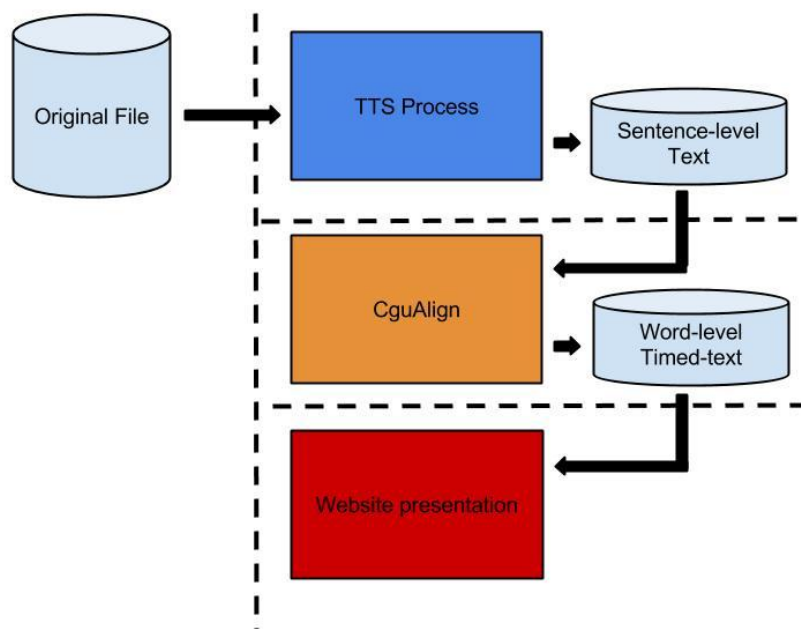 Original File
TTS Process
Sentence-level
Text
CguAlign
Word-level
Timed-text
Website presentation